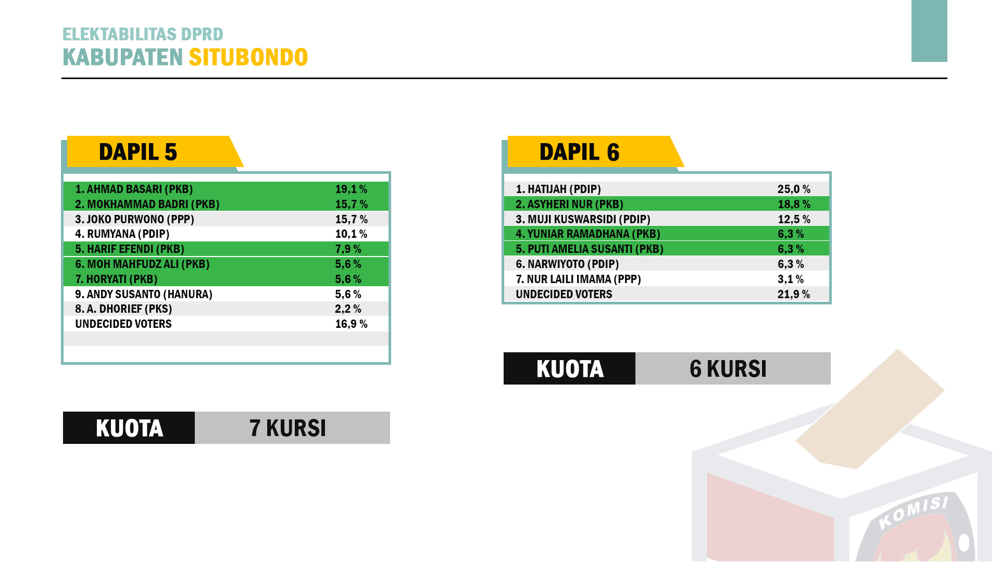 ELEKTABILITAS DPRD
KABUPATEN SITUBONDO
DAPIL 5
1. AHMAD BASARI (PKB) 19,1 %
2. MOKHAMMAD BADRI (PKB) 15,7 %
3. JOKO PURWONO (PPP) 15,7 %
4. RUMYANA (PDIP) 10,1 %
5. HARIF EFENDI (PKB) 7,9 %
6. MOH MAHFUDZ ALI (PKB) 5,6 %
7. HORYATI (PKB) 5,6 %
9. ANDY SUSANTO (HANURA) 5,6 %
8. A. DHORIEF (PKS) 2,2 %
UNDECIDED VOTERS 16,9 %
KUOTA 7 KURSI
DAPIL 6
1. HATIJAH (PDIP) 25,0 %
2. ASYHERI NUR (PKB) 18,8 %
3. MUJI KUSWARSIDI (PDIP) 12,5 %
4. YUNIAR RAMADHANA (PKB) 6,3 %
5. PUTI AMELIA SUSANTI (PKB) 6,3 %
6. NARWIYOTO (PDIP) 6,3 %
7. NUR LAILI IMAMA (PPP) 3,1 %
UNDECIDED VOTERS 21,9 %
KUOTA 6 KURSI
KOMISI